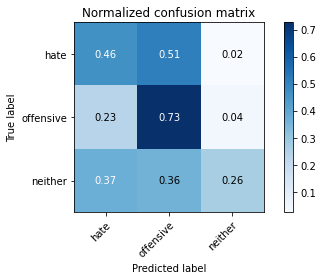 Normalized confusion matrix
True label
hate 0.46 0.51 0.02
offensive 0.23 0.73 0.04
neither 0.37 0.36 0.26
hate offensive neither
Predicted label
0.7
0.6
0.5
0.4
0.3
0.2
0.1